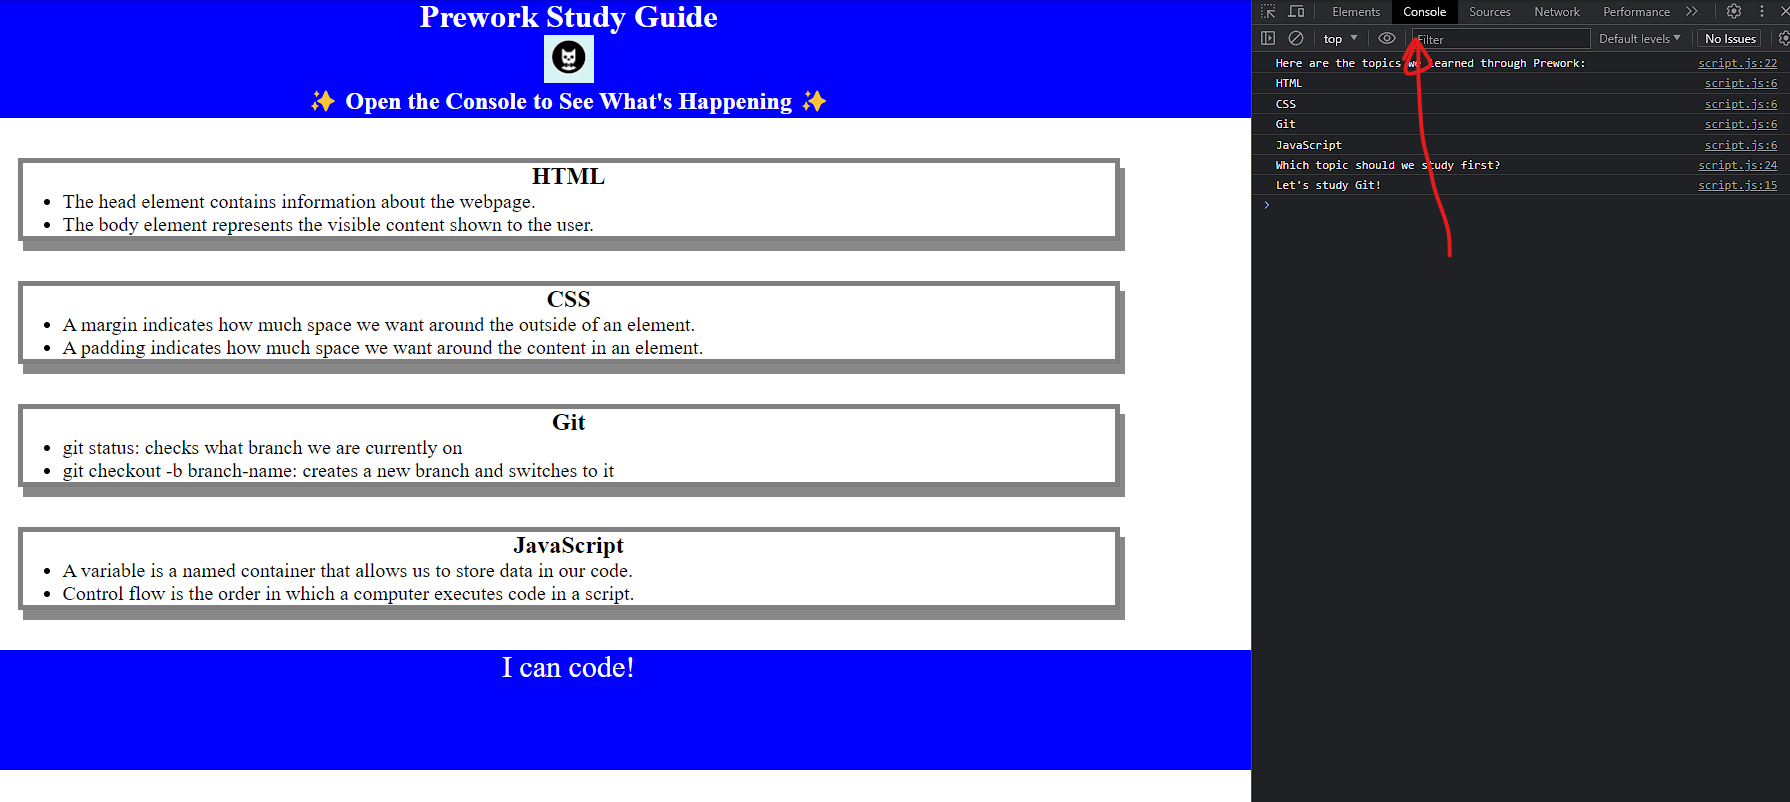 Prework Study Guide
✨ Open the Console to See What's Happening ✨
HTML
• The head element contains information about the webpage.
• The body element represents the visible content shown to the user.
CSS
• A margin indicates how much space we want around the outside of an element.
• A padding indicates how much space we want around the content in an element.
Git
• git status: checks what branch we are currently on
• git checkout -b branch-name: creates a new branch and switches to it
JavaScript
• A variable is a named container that allows us to store data in our code.
• Control flow is the order in which a computer executes code in a script.
I can code!
Elements Console Sources Network Performance
top Filter Default levels No Issues
Here are the topics we learned through Prework: script.js:22
HTML script.js:6
CSS script.js:6
Git script.js:6
JavaScript script.js:6
Which topic should we study first? script.js:24
Let's study Git! script.js:15